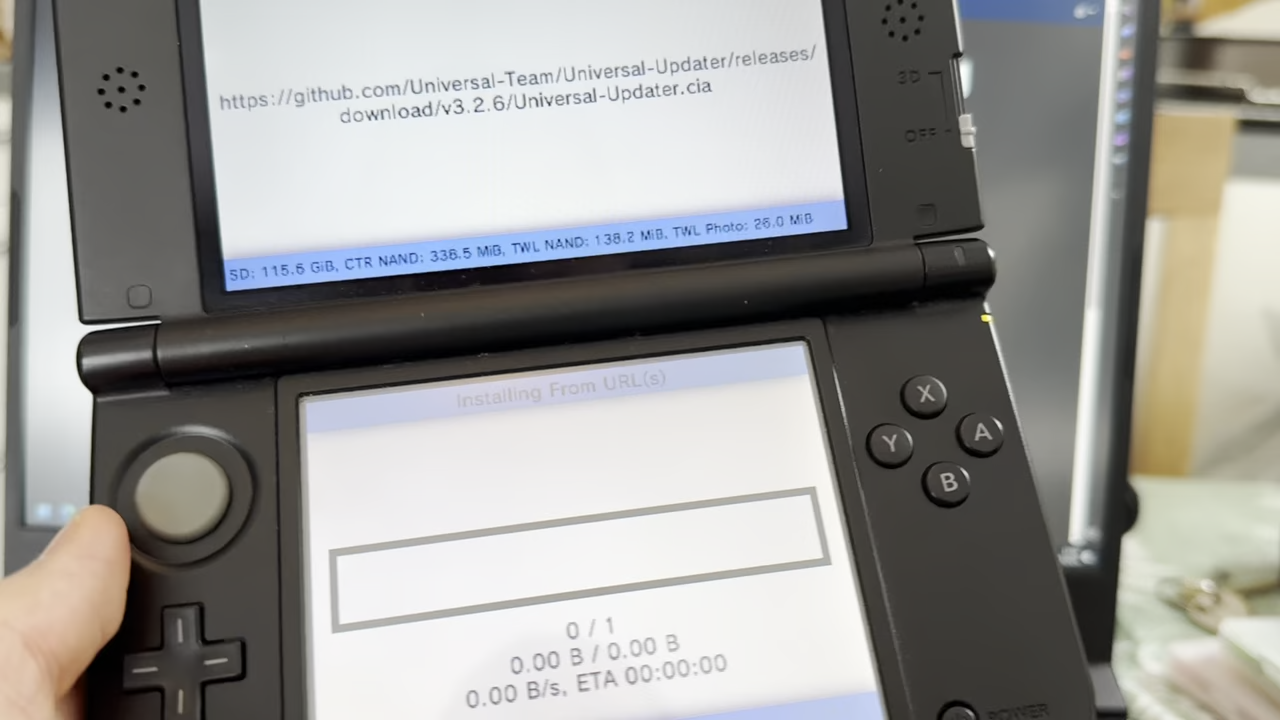 https://github.com/Universal-Team/Universal-Updater/releases/
download/v3.2.6/Universal-Updater.cia
3D
OFF
SD: 115.6 GiB, CTR NAND: 338.5 MiB, TWL NAND: 138.2 MiB, TWL Photo: 26.0 MiB
Installing From URL(s)
X
Y
A
B
0 / 1
0.00 B / 0.00 B
0.00 B/s, ETA 00:00:00
POWER